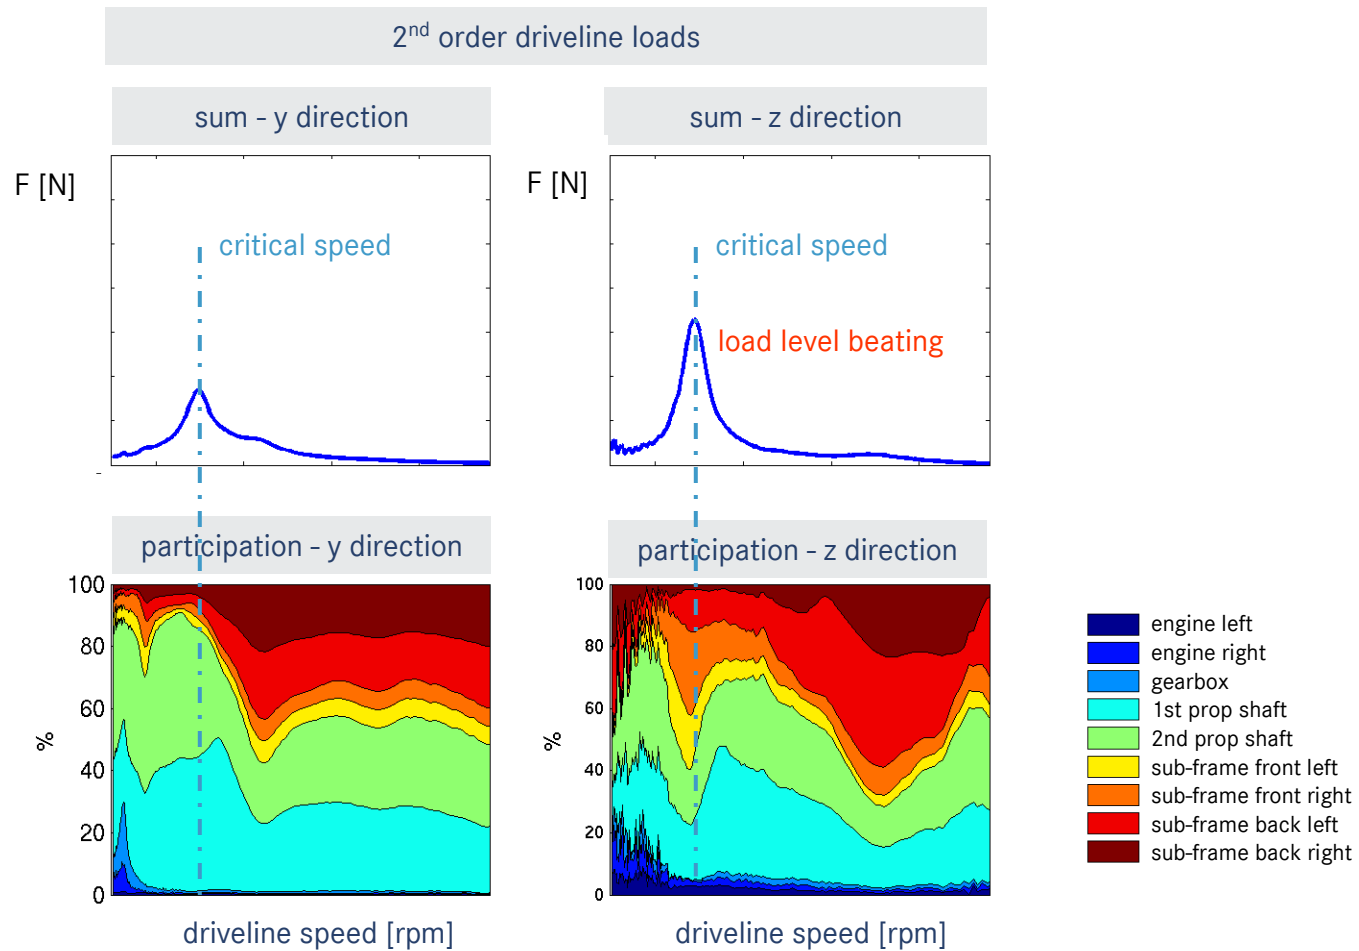 2nd order driveline loads
sum - y direction
sum - z direction
F [N]
F [N]
critical speed
critical speed
load level beating
-
participation - y direction
participation - z direction
100
80
60
40
20
0
%
100
80
60
40
20
0
%
engine left
engine right
gearbox
1st prop shaft
2nd prop shaft
sub-frame front left
sub-frame front right
sub-frame back left
sub-frame back right
driveline speed [rpm]
driveline speed [rpm]